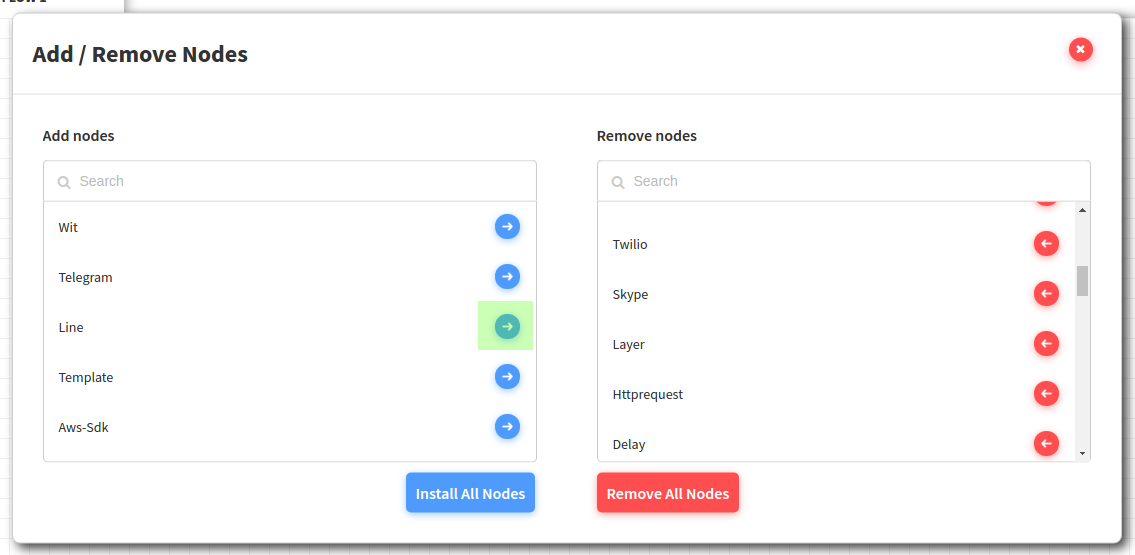 Add / Remove Nodes
Add nodes
Search
Wit
Telegram
Line
Template
Aws-Sdk
Install All Nodes
Remove nodes
Search
Twilio
Skype
Layer
Httprequest
Delay
Remove All Nodes